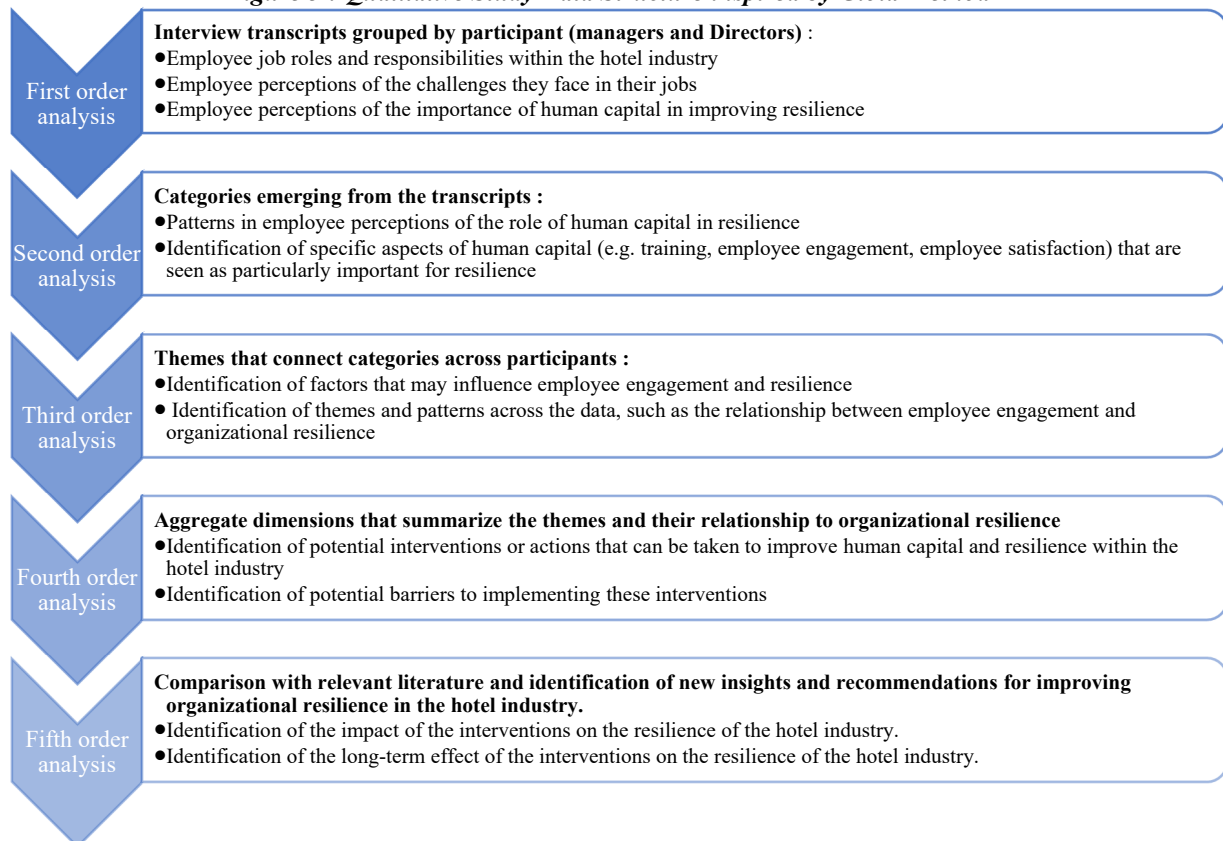 First order
analysis
Interview transcripts grouped by participant (managers and Directors) :
●Employee job roles and responsibilities within the hotel industry
●Employee perceptions of the challenges they face in their jobs
●Employee perceptions of the importance of human capital in improving resilience
Second order
analysis
Categories emerging from the transcripts :
●Patterns in employee perceptions of the role of human capital in resilience
●Identification of specific aspects of human capital (e.g. training, employee engagement, employee satisfaction) that are
seen as particularly important for resilience
Third order
analysis
Themes that connect categories across participants :
●Identification of factors that may influence employee engagement and resilience
● Identification of themes and patterns across the data, such as the relationship between employee engagement and
organizational resilience
Fourth order
analysis
Aggregate dimensions that summarize the themes and their relationship to organizational resilience
●Identification of potential interventions or actions that can be taken to improve human capital and resilience within the
hotel industry
●Identification of potential barriers to implementing these interventions
Fifth order
analysis
Comparison with relevant literature and identification of new insights and recommendations for improving
organizational resilience in the hotel industry.
●Identification of the impact of the interventions on the resilience of the hotel industry.
●Identification of the long-term effect of the interventions on the resilience of the hotel industry.